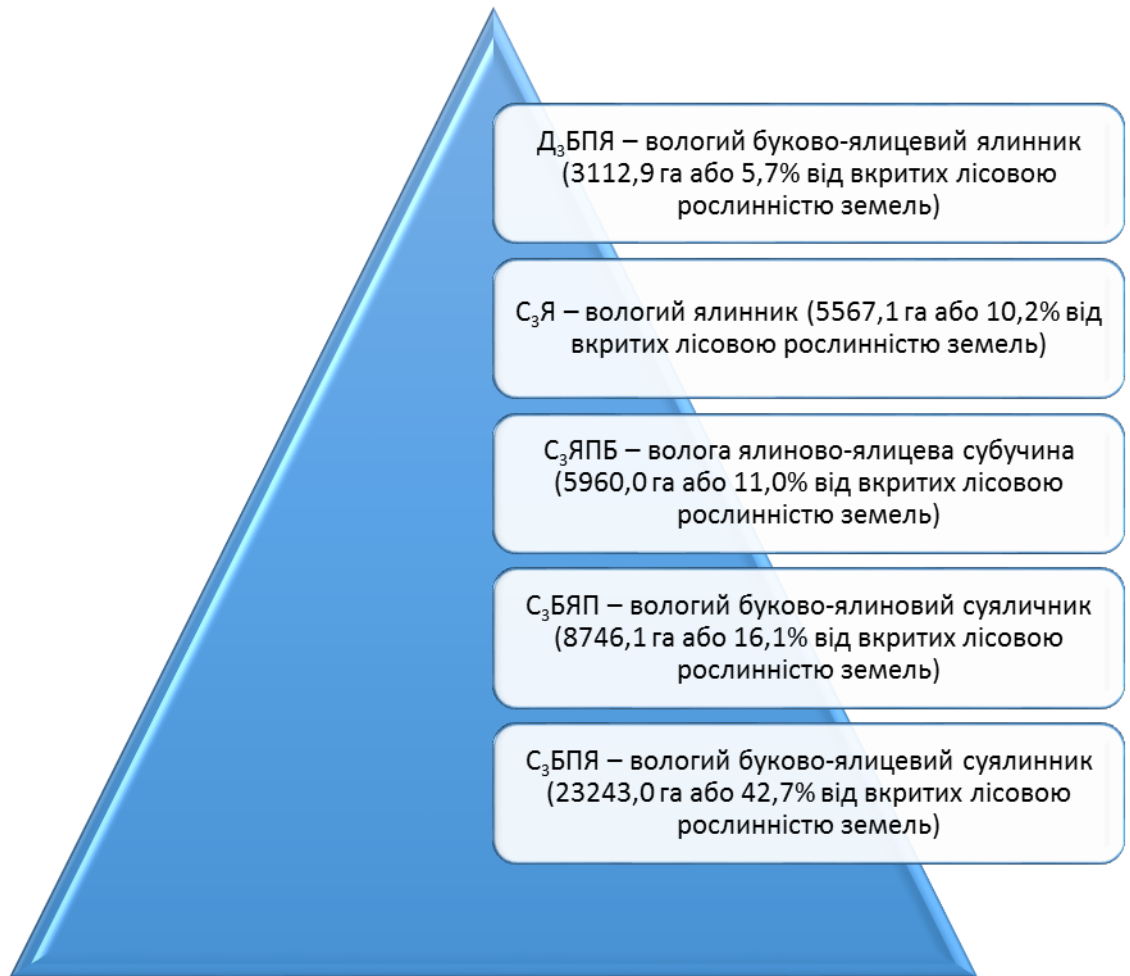 Д₃БПЯ – вологий буково-ялицевий ялинник
(3112,9 га або 5,7% від вкритих лісовою
рослинністю земель)
С₃Я – вологий ялинник (5567,1 га або 10,2% від
вкритих лісовою рослинністю земель)
С₃ЯПБ – волога ялиново-ялицева субучина
(5960,0 га або 11,0% від вкритих лісовою
рослинністю земель)
С₃БЯП – вологий буково-ялиновий суяличник
(8746,1 га або 16,1% від вкритих лісовою
рослинністю земель)
С₃БПЯ – вологий буково-ялицевий суялинник
(23243,0 га або 42,7% від вкритих лісовою
рослинністю земель)